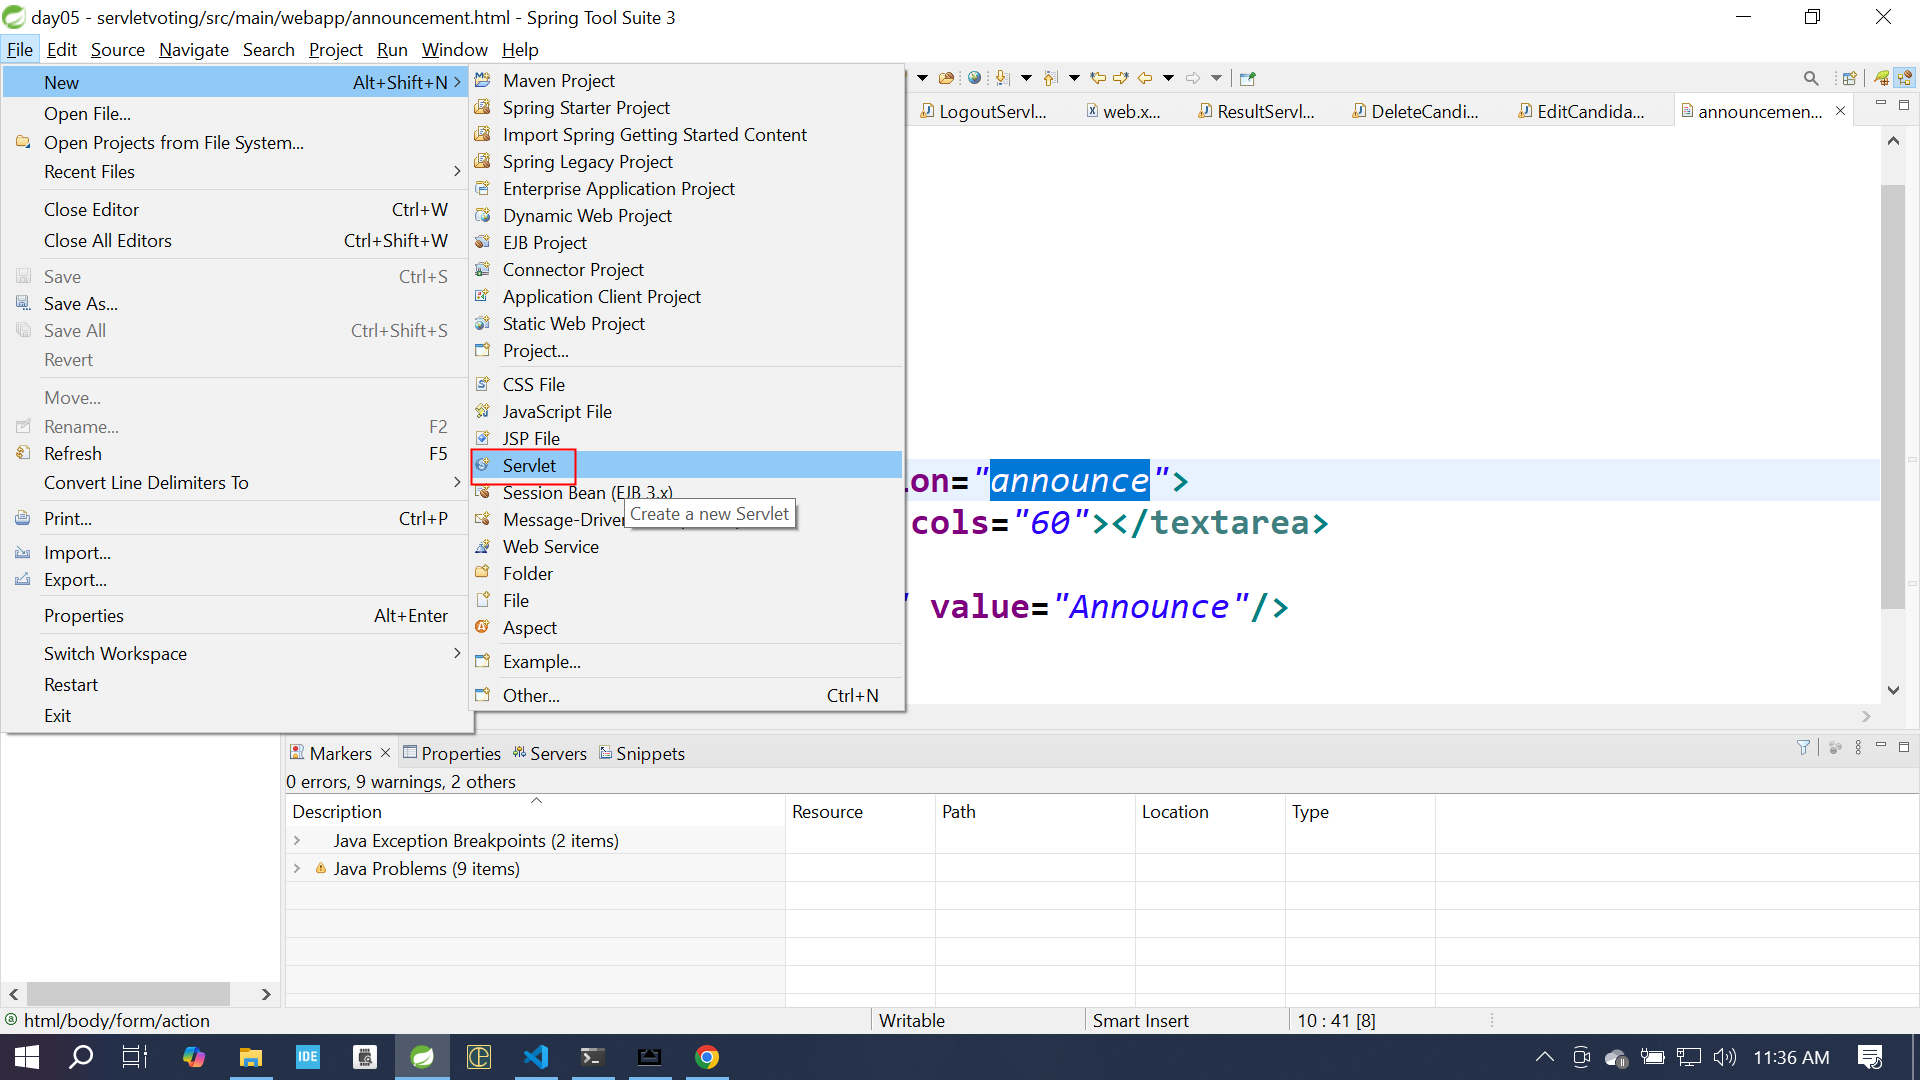 day05 - servletvoting/src/main/webapp/announcement.html - Spring Tool Suite 3
File Edit Source Navigate Search Project Run Window Help
New Alt+Shift+N
Open File...
Open Projects from File System...
Recent Files
Close Editor Ctrl+W
Close All Editors Ctrl+Shift+W
Save Ctrl+S
Save As...
Save All Ctrl+Shift+S
Revert
Move...
Rename... F2
Refresh F5
Convert Line Delimiters To
Print... Ctrl+P
Import...
Export...
Properties Alt+Enter
Switch Workspace
Restart
Exit
Maven Project
Spring Starter Project
Import Spring Getting Started Content
Spring Legacy Project
Enterprise Application Project
Dynamic Web Project
EJB Project
Connector Project
Application Client Project
Static Web Project
Project...
CSS File
JavaScript File
JSP File
Servlet
Session Bean (EJB 3.x)
Message-Driven
Create a new Servlet
Web Service
Folder
File
Aspect
Example...
Other... Ctrl+N
LogoutServl... web.x... ResultServl... DeleteCandi... EditCandida... announcemen...
ion="announce">
cols="60"></textarea>
" value="Announce"/>
Markers Properties Servers Snippets
0 errors, 9 warnings, 2 others
Description Resource Path Location Type
Java Exception Breakpoints (2 items)
Java Problems (9 items)
html/body/form/action Writable Smart Insert 10 : 41 [8]
IDE 11:36 AM